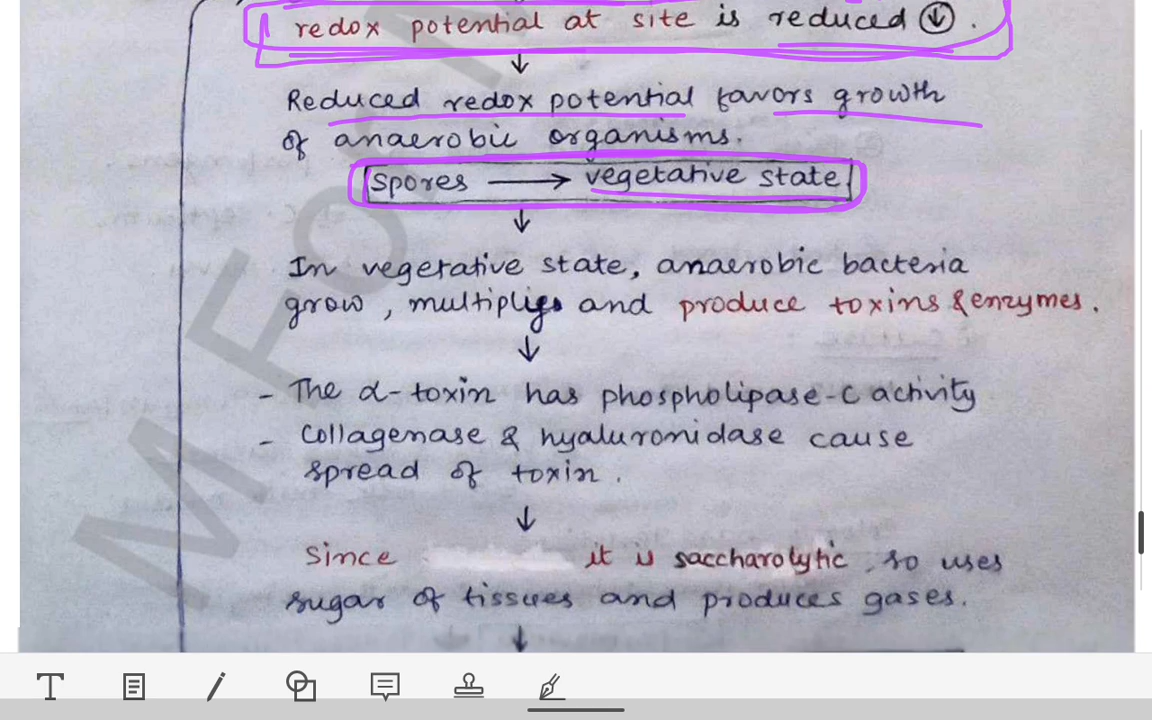 redox potential at site is reduced ↓.
↓
Reduced redox potential favors growth
of anaerobic organisms.
Spores → vegetative state
↓
In vegetative state, anaerobic bacteria
grow, multiplies and produce toxins & enzymes.
↓
- The α-toxin has phospholipase-C activity
- Collagenase & hyaluronidase cause
spread of toxin.
↓
Since it is saccharolytic, so uses
sugar of tissues and produces gases.
↓
T